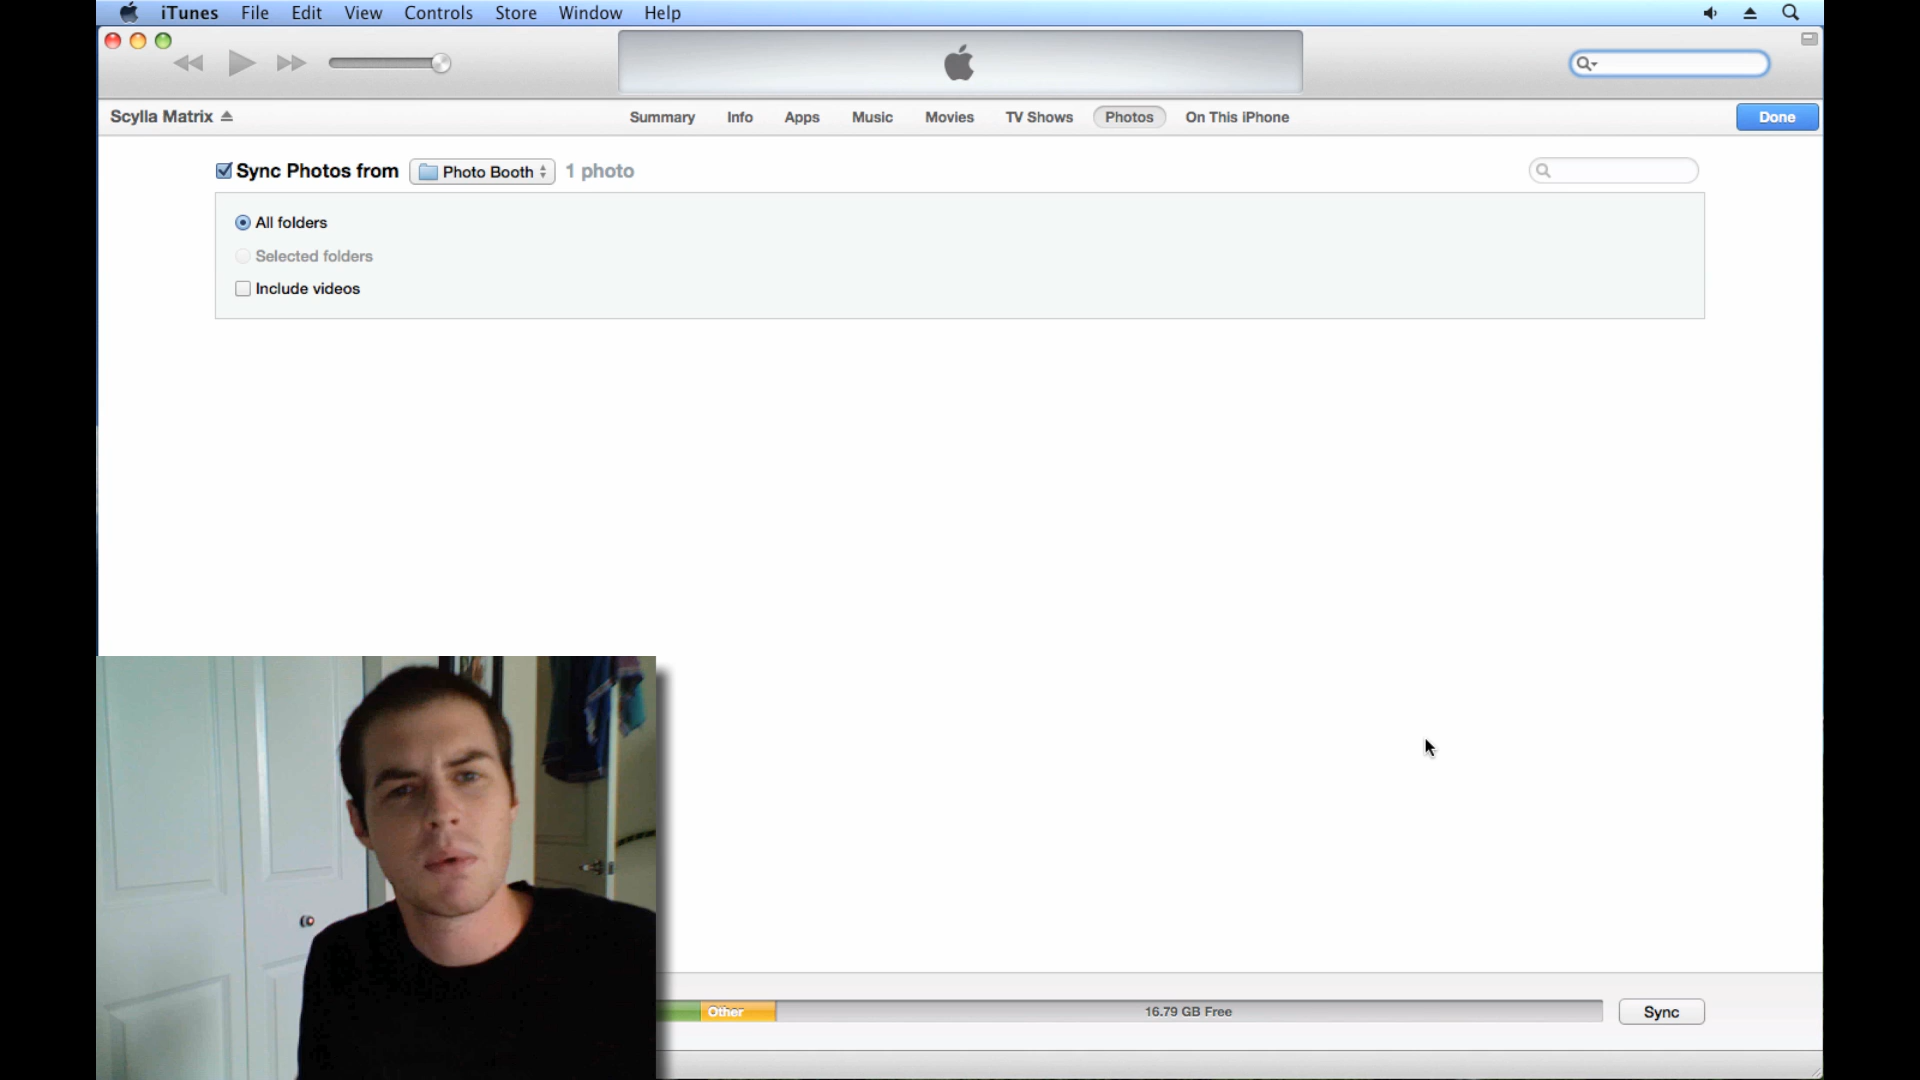 iTunes File Edit View Controls Store Window Help
Scylla Matrix Summary Info Apps Music Movies TV Shows Photos On This iPhone Done
Sync Photos from Photo Booth 1 photo
All folders
Selected folders
Include videos
Other 16.79 GB Free Sync